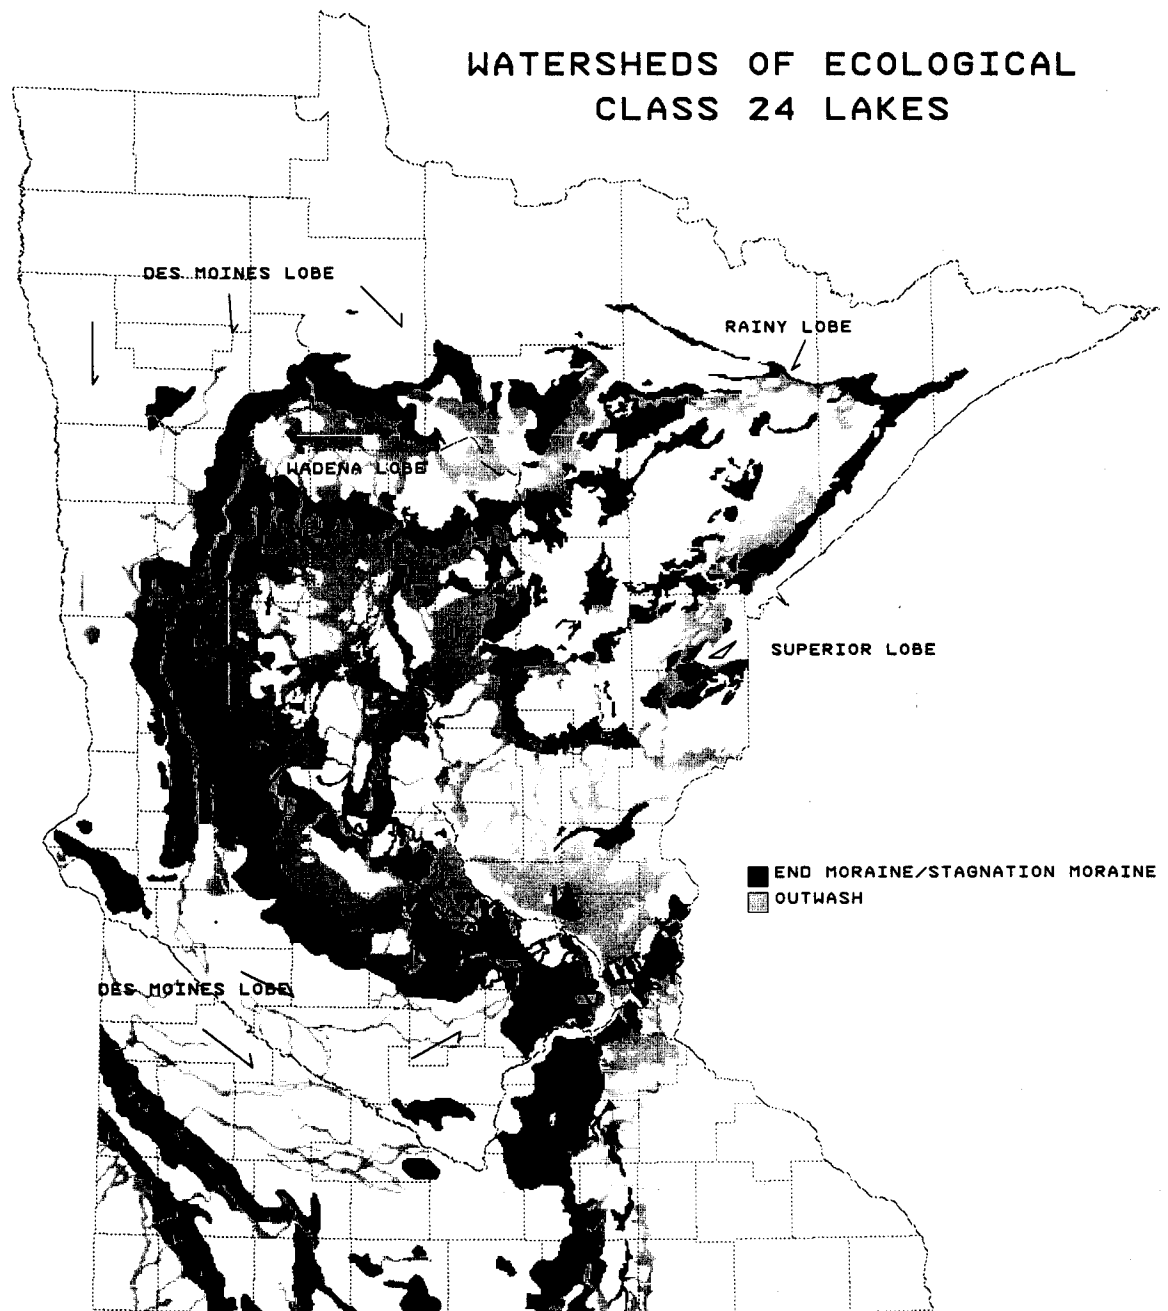 WATERSHEDS OF ECOLOGICAL
CLASS 24 LAKES
DES MOINES LOBE
RAINY LOBE
WADENA LOBE
SUPERIOR LOBE
END MORAINE/STAGNATION MORAINE
OUTWASH
DES MOINES LOBE